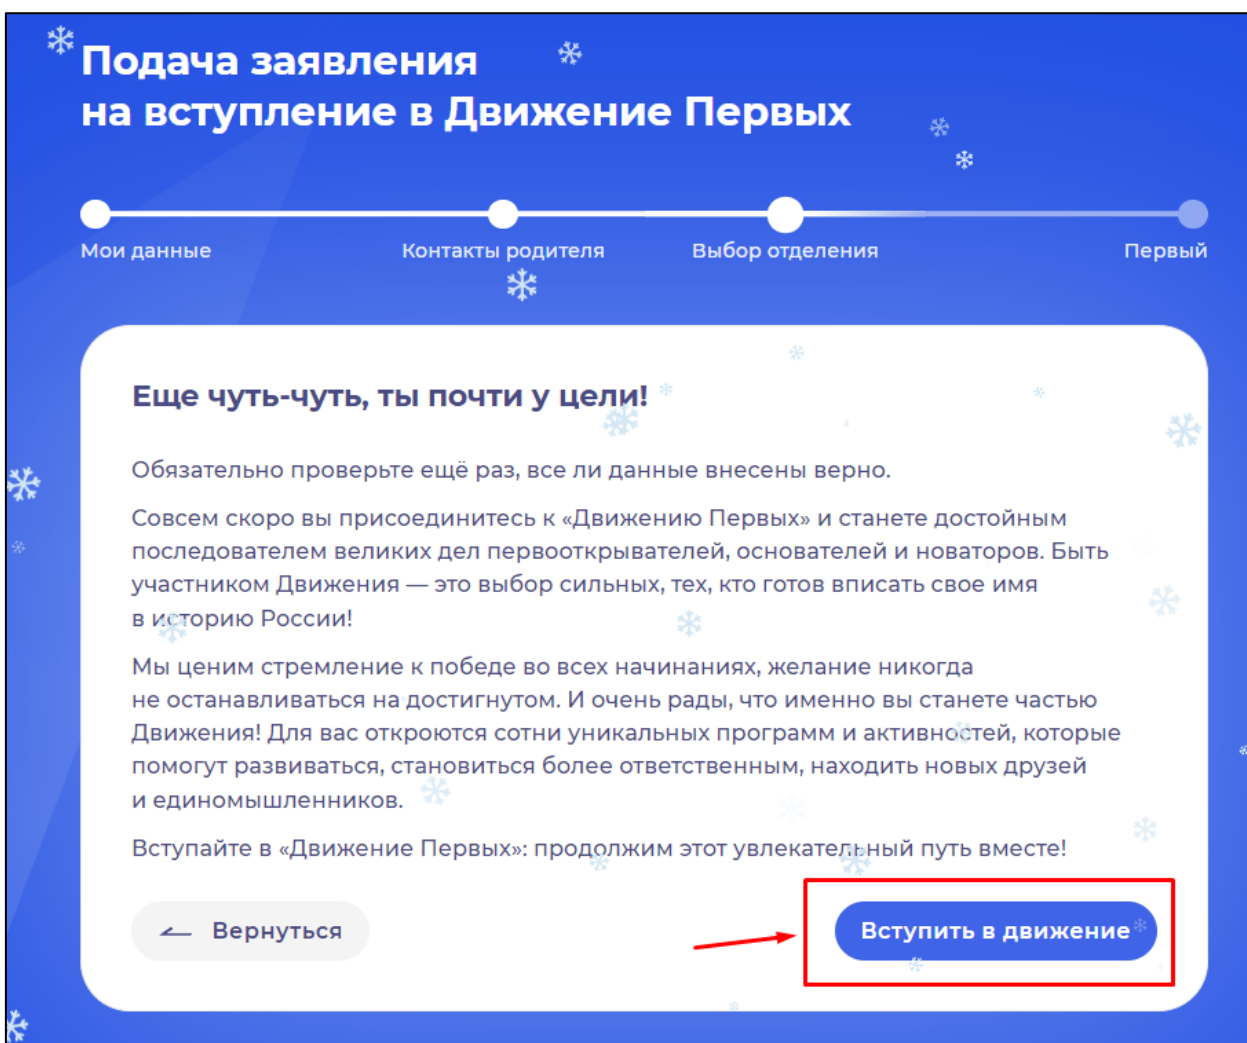 Подача заявления
на вступление в Движение Первых
Мои данные
Контакты родителя
Выбор отделения
Первый
Еще чуть-чуть, ты почти у цели!
Обязательно проверьте ещё раз, все ли данные внесены верно.
Совсем скоро вы присоединитесь к «Движению Первых» и станете достойным
последователем великих дел первооткрывателей, основателей и новаторов. Быть
участником Движения — это выбор сильных, тех, кто готов вписать свое имя
в историю России!
Мы ценим стремление к победе во всех начинаниях, желание никогда
не останавливаться на достигнутом. И очень рады, что именно вы станете частью
Движения! Для вас откроются сотни уникальных программ и активностей, которые
помогут развиваться, становиться более ответственным, находить новых друзей
и единомышленников.
Вступайте в «Движение Первых»: продолжим этот увлекательный путь вместе!
Вернуться
Вступить в движение